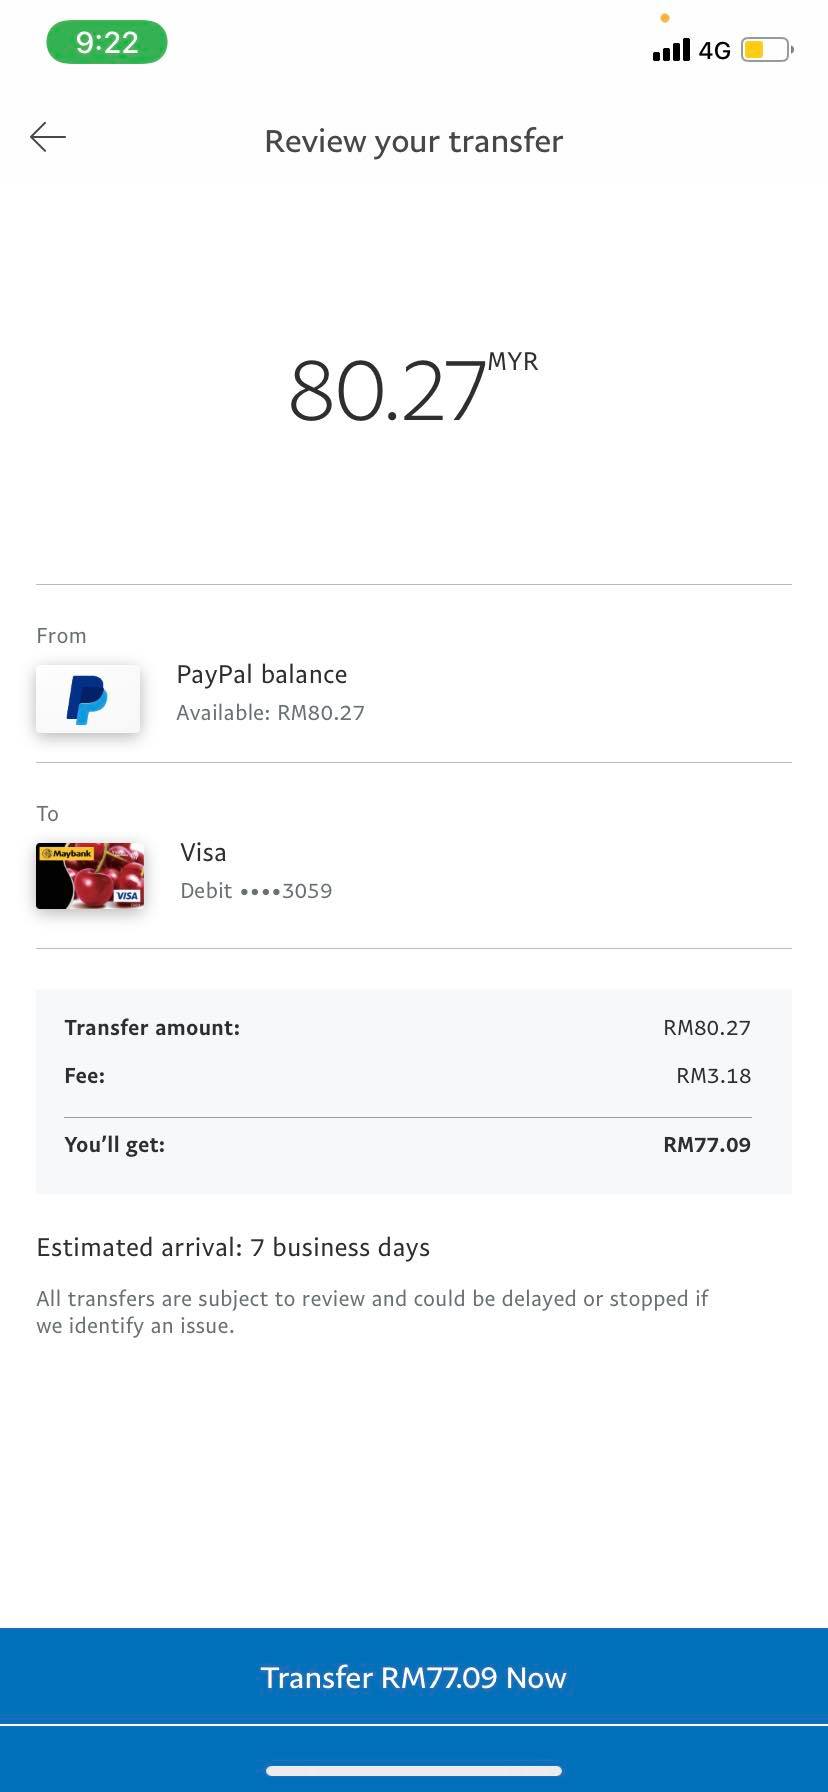 9:22
4G
Review your transfer
80.27 MYR
From
PayPal balance
Available: RM80.27
To
Maybank
VISA
Visa
Debit ••••3059
Transfer amount: RM80.27
Fee: RM3.18
You’ll get: RM77.09
Estimated arrival: 7 business days
All transfers are subject to review and could be delayed or stopped if
we identify an issue.
Transfer RM77.09 Now